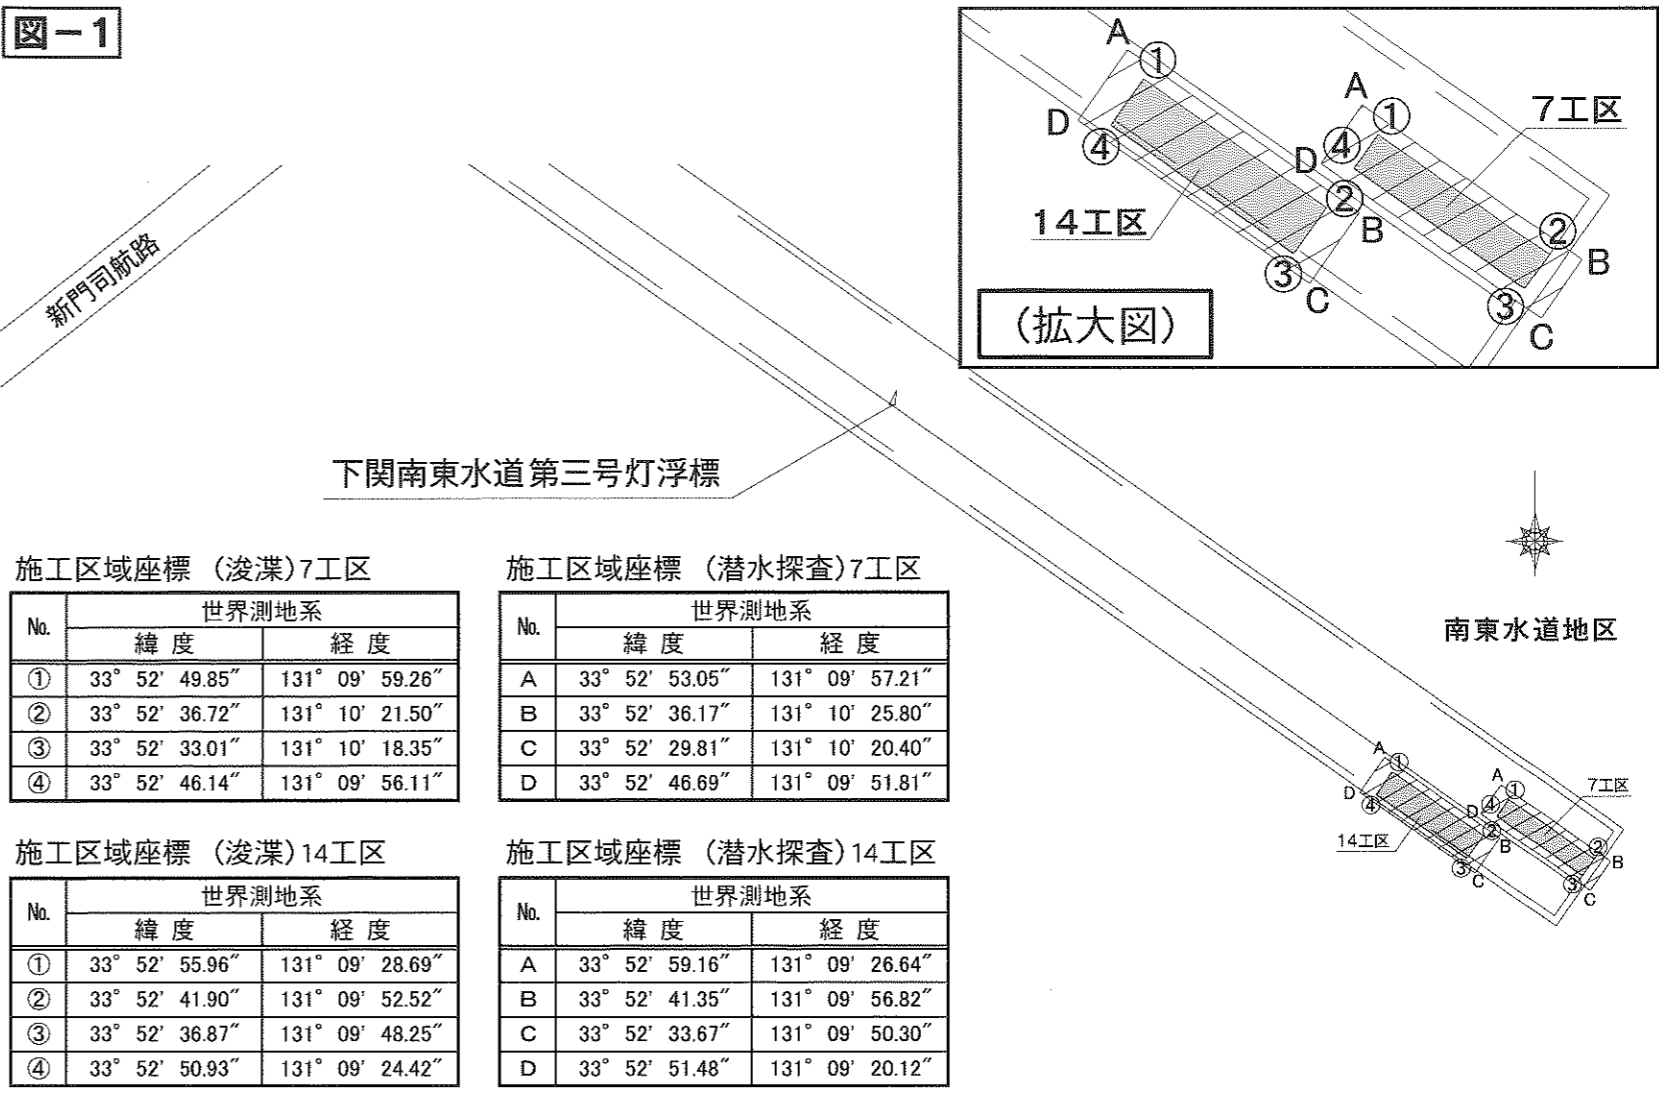 図－1
A
①
A
①
7工区
D
④
④
D
②
B
②
B
14工区
③
C
③
C
（拡大図）
新門司航路
下関南東水道第三号灯浮標
南東水道地区
A
①
A
①
7工区
D
④
④
D
②
B
②
B
14工区
③
C
③
C
施工区域座標 （浚渫）7工区
No. 世界測地系
緯 度 経 度
① 33° 52′ 49.85″ 131° 09′ 59.26″
② 33° 52′ 36.72″ 131° 10′ 21.50″
③ 33° 52′ 33.01″ 131° 10′ 18.35″
④ 33° 52′ 46.14″ 131° 09′ 56.11″
施工区域座標 （潜水探査）7工区
No. 世界測地系
緯 度 経 度
A 33° 52′ 53.05″ 131° 09′ 57.21″
B 33° 52′ 36.17″ 131° 10′ 25.80″
C 33° 52′ 29.81″ 131° 10′ 20.40″
D 33° 52′ 46.69″ 131° 09′ 51.81″
施工区域座標 （浚渫）14工区
No. 世界測地系
緯 度 経 度
① 33° 52′ 55.96″ 131° 09′ 28.69″
② 33° 52′ 41.90″ 131° 09′ 52.52″
③ 33° 52′ 36.87″ 131° 09′ 48.25″
④ 33° 52′ 50.93″ 131° 09′ 24.42″
施工区域座標 （潜水探査）14工区
No. 世界測地系
緯 度 経 度
A 33° 52′ 59.16″ 131° 09′ 26.64″
B 33° 52′ 41.35″ 131° 09′ 56.82″
C 33° 52′ 33.67″ 131° 09′ 50.30″
D 33° 52′ 51.48″ 131° 09′ 20.12″